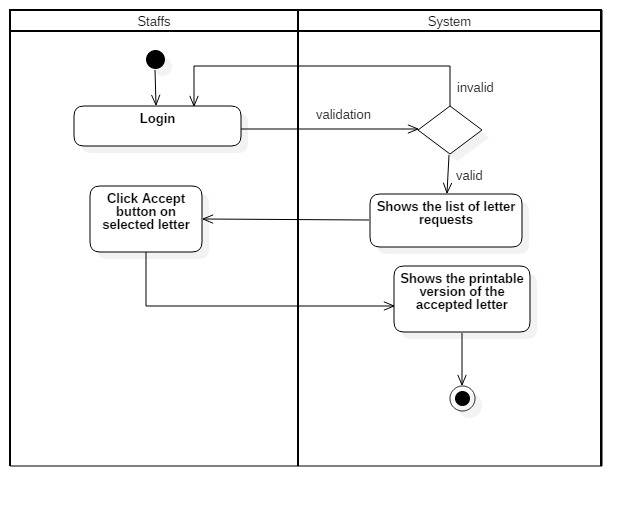 Staffs
System
invalid
Login
validation
valid
Click Accept
button on
selected letter
Shows the list of letter
requests
Shows the printable
version of the
accepted letter